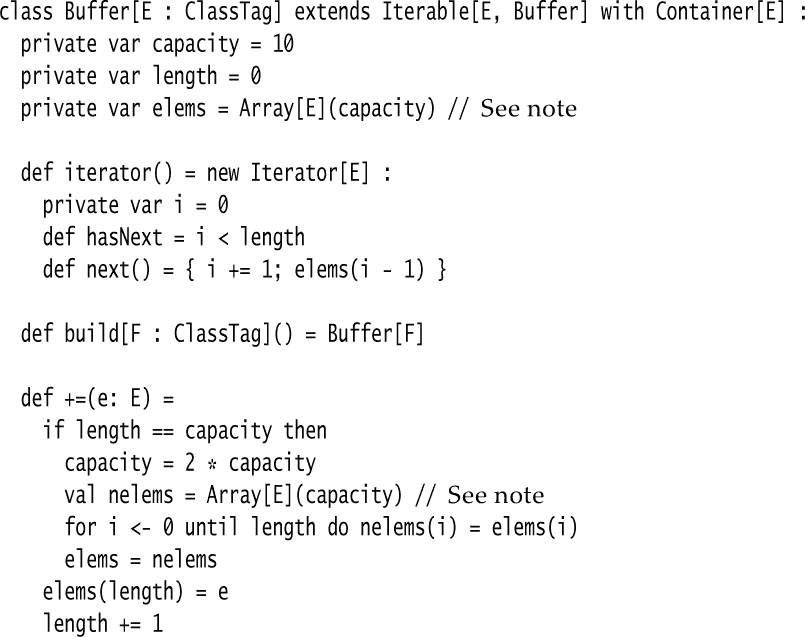 class Buffer[E : ClassTag] extends Iterable[E, Buffer] with Container[E] :
  private var capacity = 10
  private var length = 0
  private var elems = Array[E](capacity) // See note

  def iterator() = new Iterator[E] :
    private var i = 0
    def hasNext = i < length
    def next() = { i += 1; elems(i - 1) }

  def build[F : ClassTag]() = Buffer[F]

  def +=(e: E) =
    if length == capacity then
      capacity = 2 * capacity
      val nelems = Array[E](capacity) // See note
      for i <- 0 until length do nelems(i) = elems(i)
      elems = nelems
    elems(length) = e
    length += 1